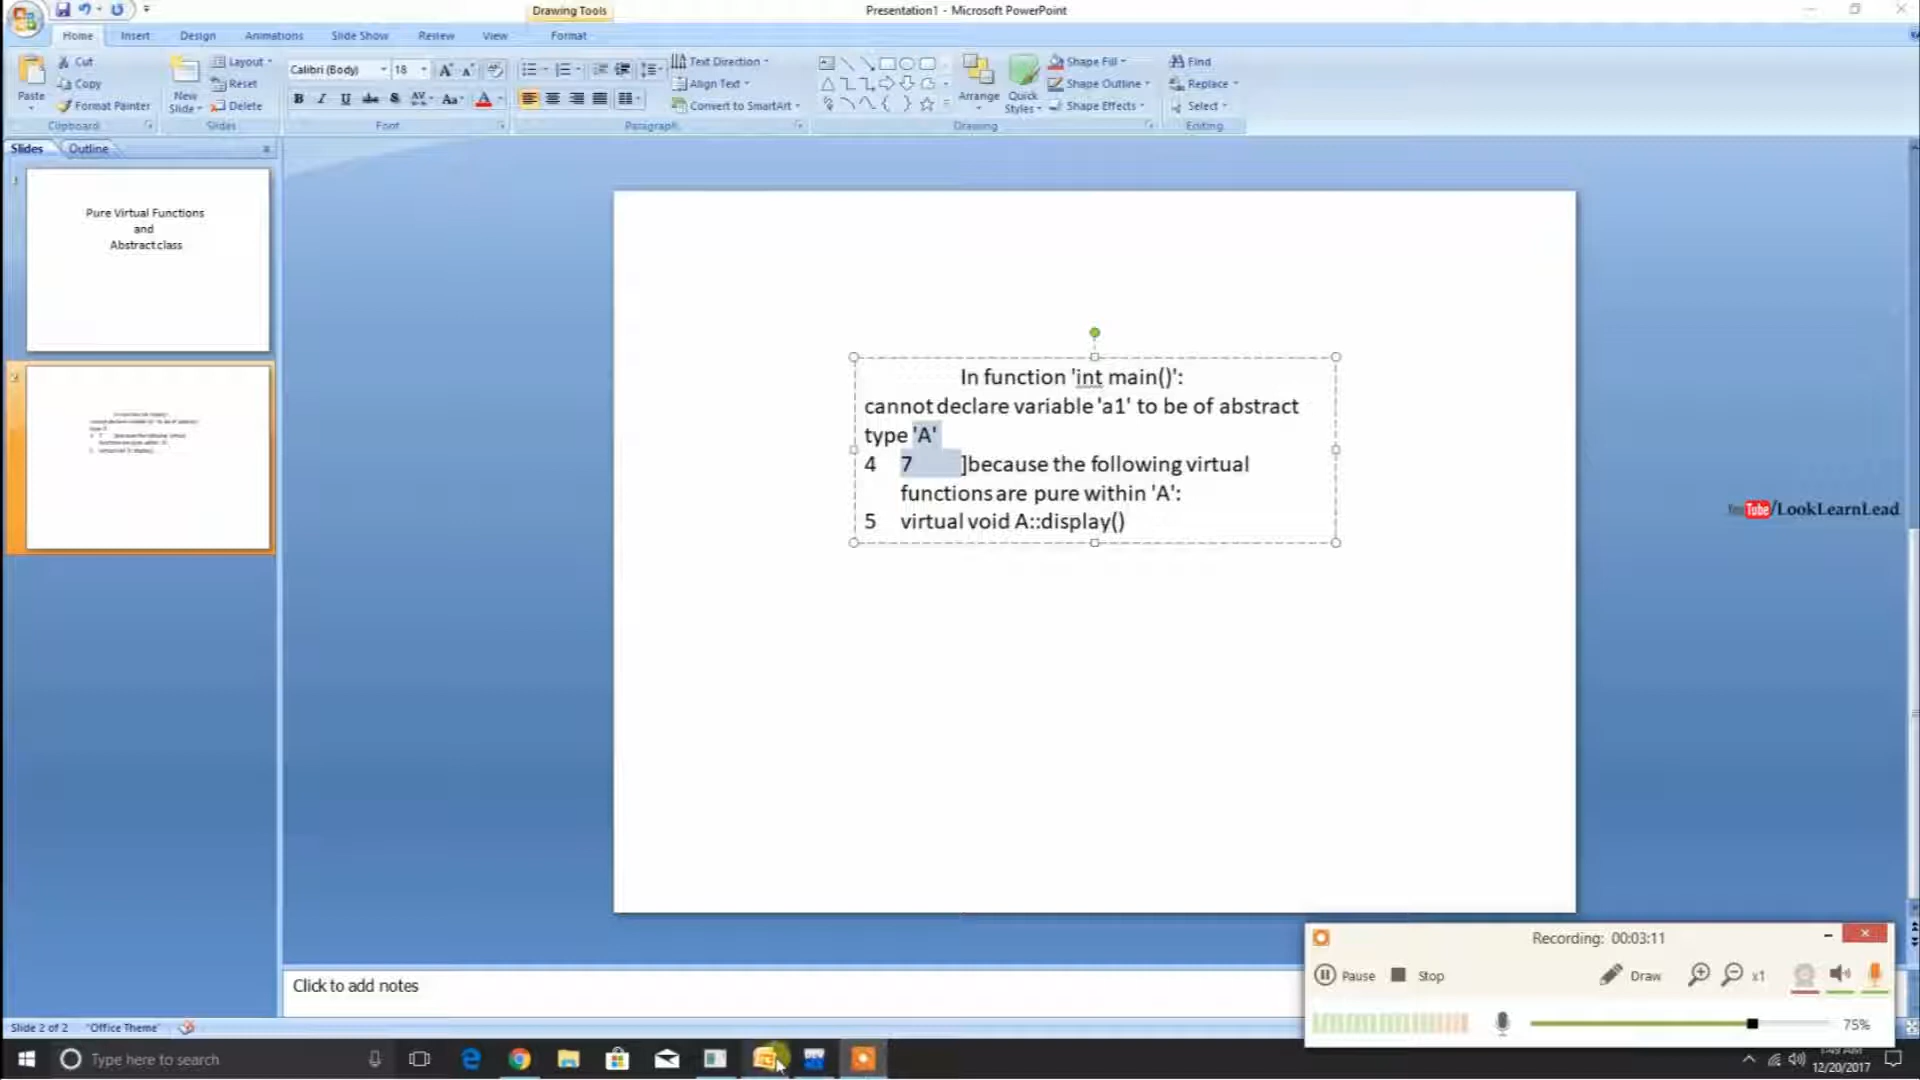 Drawing Tools
Presentation1 - Microsoft PowerPoint
Home Insert Design Slide Show Review View Format
Animations
Paste
Cut
Copy
Format Painter
Clipboard
New Slide
Layout
Reset
Delete
Slides
Calibri (Body) 18
B I U abc S AV Aa A
Font
Text Direction
Align Text
Convert to SmartArt
Paragraph
Arrange
Quick Styles
Shape Fill
Shape Outline
Shape Effects
Drawing
Find
Replace
Select
Editing
Slides Outline
1
Pure Virtual Functions
and
Abstract class
2
In function 'int main()':
cannot declare variable 'a1' to be of abstract
type 'A'
4 7 ]because the following virtual
functions are pure within 'A':
5 virtual void A::display()
YouTube/LookLearnLead
Click to add notes
Recording: 00:03:11
Pause Stop Draw x1
75%
Slide 2 of 2 "Office Theme"
Type here to search
12/20/2017